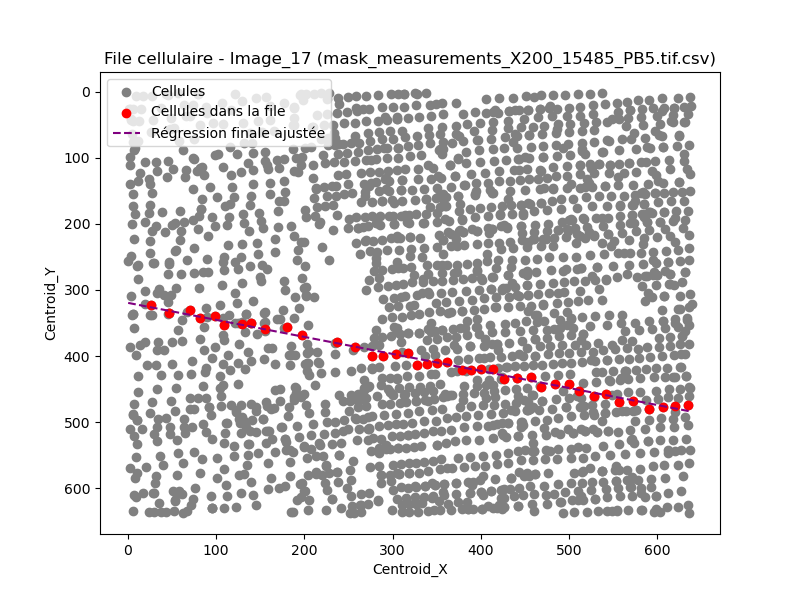 File cellulaire - Image_17 (mask_measurements_X200_15485_PB5.tif.csv)
Cellules
Cellules dans la file
Régression finale ajustée
0
100
200
300
400
500
600
Centroid_Y
0 100 200 300 400 500 600
Centroid_X